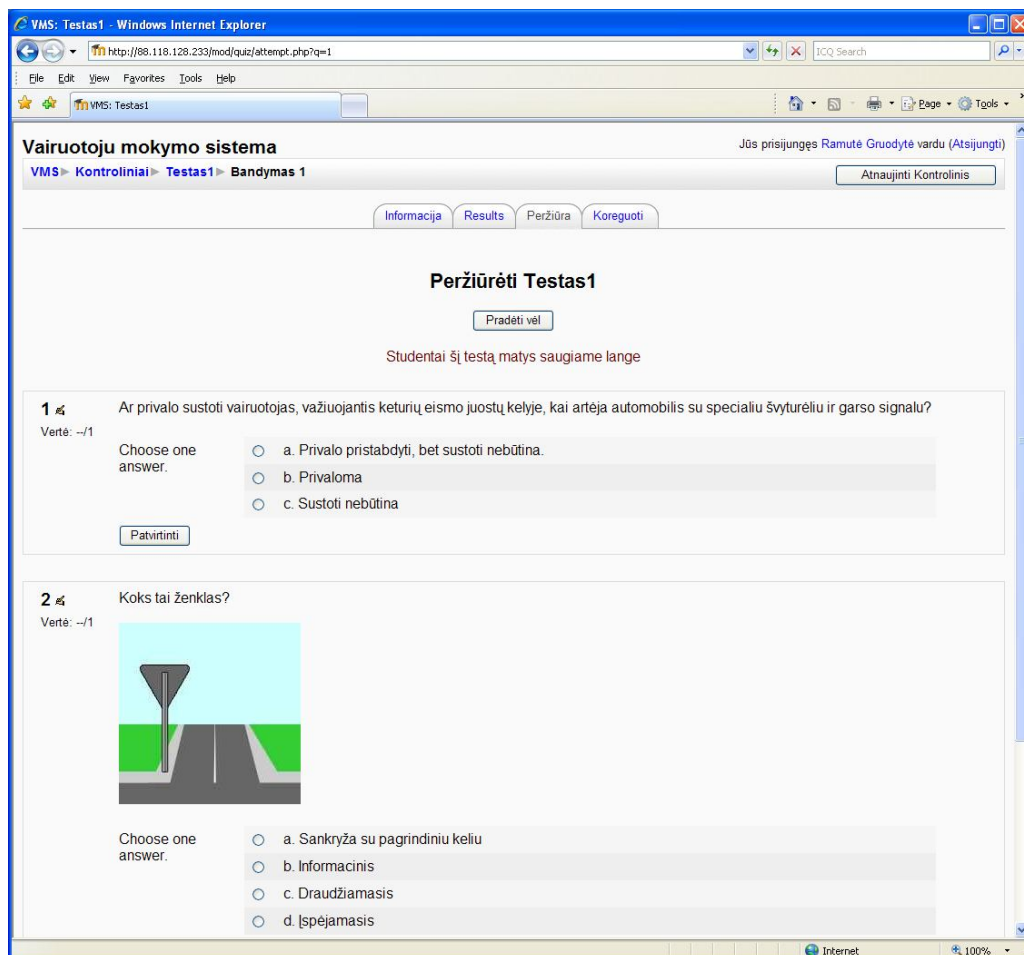 VMS: Testas1 - Windows Internet Explorer
http://88.118.128.233/mod/quiz/attempt.php?q=1
ICQ Search
File Edit View Favorites Tools Help
VMS: Testas1
Page Tools
Vairuotoju mokymo sistema
Jūs prisijungęs Ramutė Gruodytė vardu (Atsijungti)
VMS► Kontroliniai► Testas1► Bandymas 1
Atnaujinti Kontrolinis
Informacija Results Peržiūra Koreguoti
Peržiūrėti Testas1
Pradėti vėl
Studentai šį testą matys saugiame lange
1 Ar privalo sustoti vairuotojas, važiuojantis keturių eismo juostų kelyje, kai artėja automobilis su specialiu švyturėliu ir garso signalu?
Vertė: --/1
Choose one
answer.
a. Privalo pristabdyti, bet sustoti nebūtina.
b. Privaloma
c. Sustoti nebūtina
Patvirtinti
2 Koks tai ženklas?
Vertė: --/1
Choose one
answer.
a. Sankryža su pagrindiniu keliu
b. Informacinis
c. Draudžiamasis
d. Įspėjamasis
Internet 100%